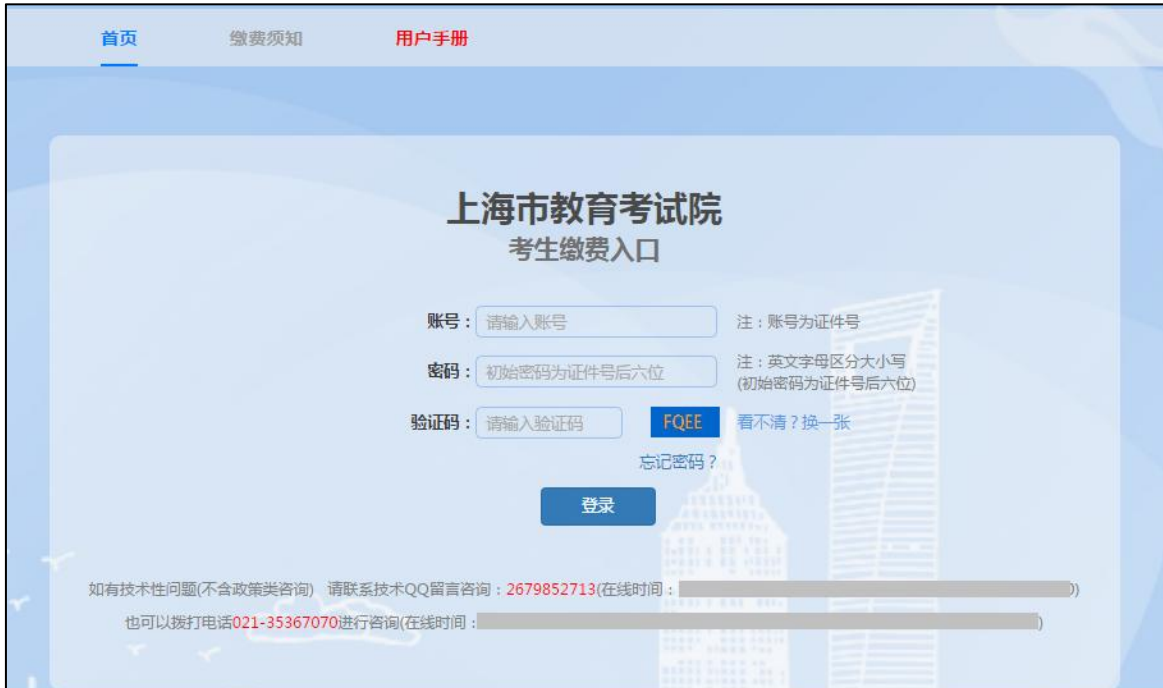 首页 缴费须知 用户手册
上海市教育考试院
考生缴费入口
账号： 请输入账号 注：账号为证件号
密码： 初始密码为证件号后六位 注：英文字母区分大小写
(初始密码为证件号后六位)
验证码： 请输入验证码 FQEE 看不清？换一张
忘记密码？
登录
如有技术性问题(不含政策类咨询) 请联系技术QQ留言咨询：2679852713(在线时间： )
也可以拨打电话021-35367070进行咨询(在线时间： )